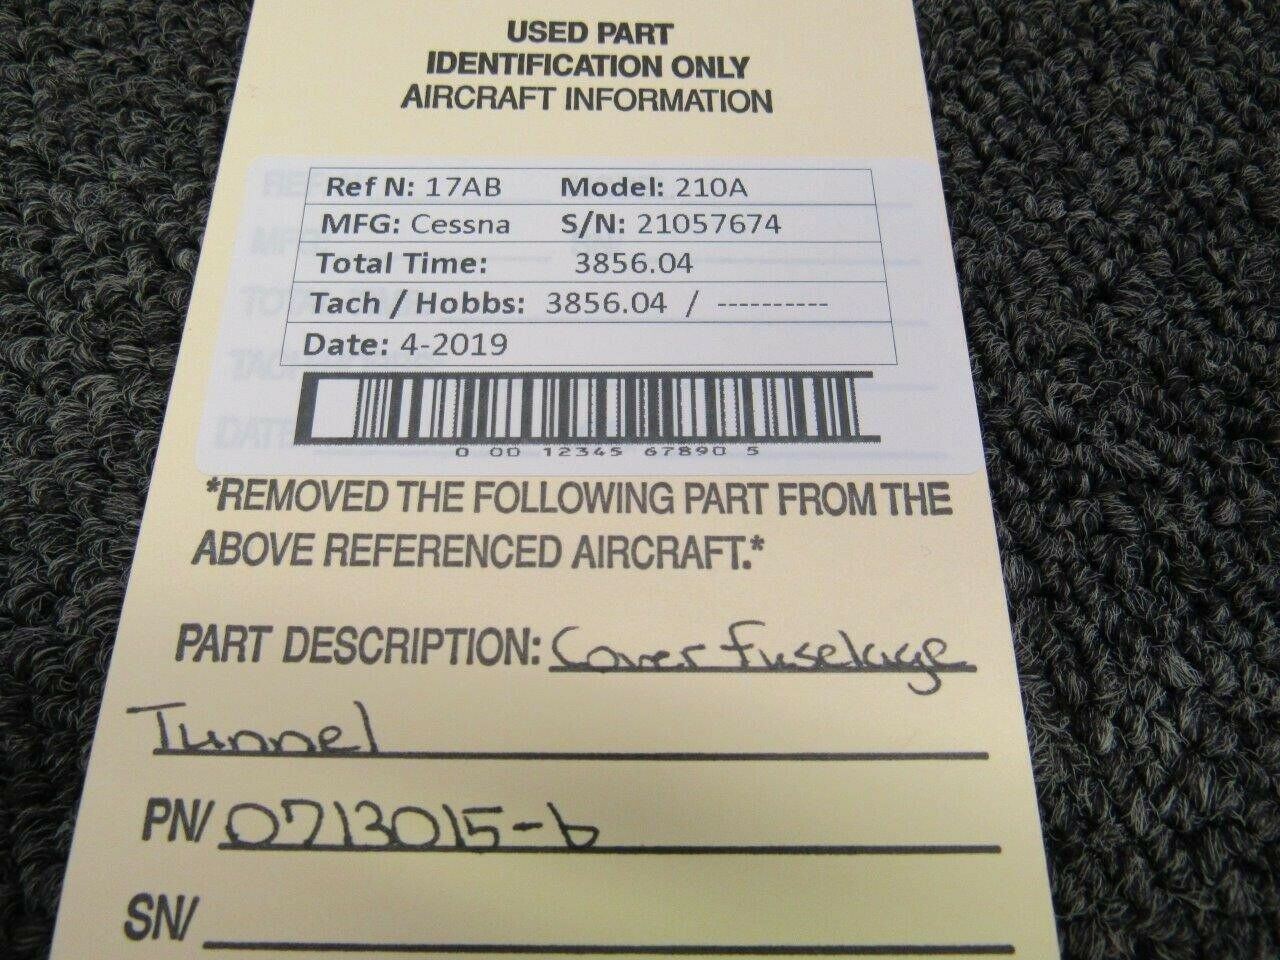 USED PART
IDENTIFICATION ONLY
AIRCRAFT INFORMATION
Ref N: 17AB Model: 210A
MFG: Cessna S/N: 21057674
Total Time: 3856.04
Tach / Hobbs: 3856.04 / ----------
Date: 4-2019
0 00 12345 67890 5
*REMOVED THE FOLLOWING PART FROM THE
ABOVE REFERENCED AIRCRAFT.*
PART DESCRIPTION: Cover fuselage
Tunnel
PN/ 0713015-6
SN/